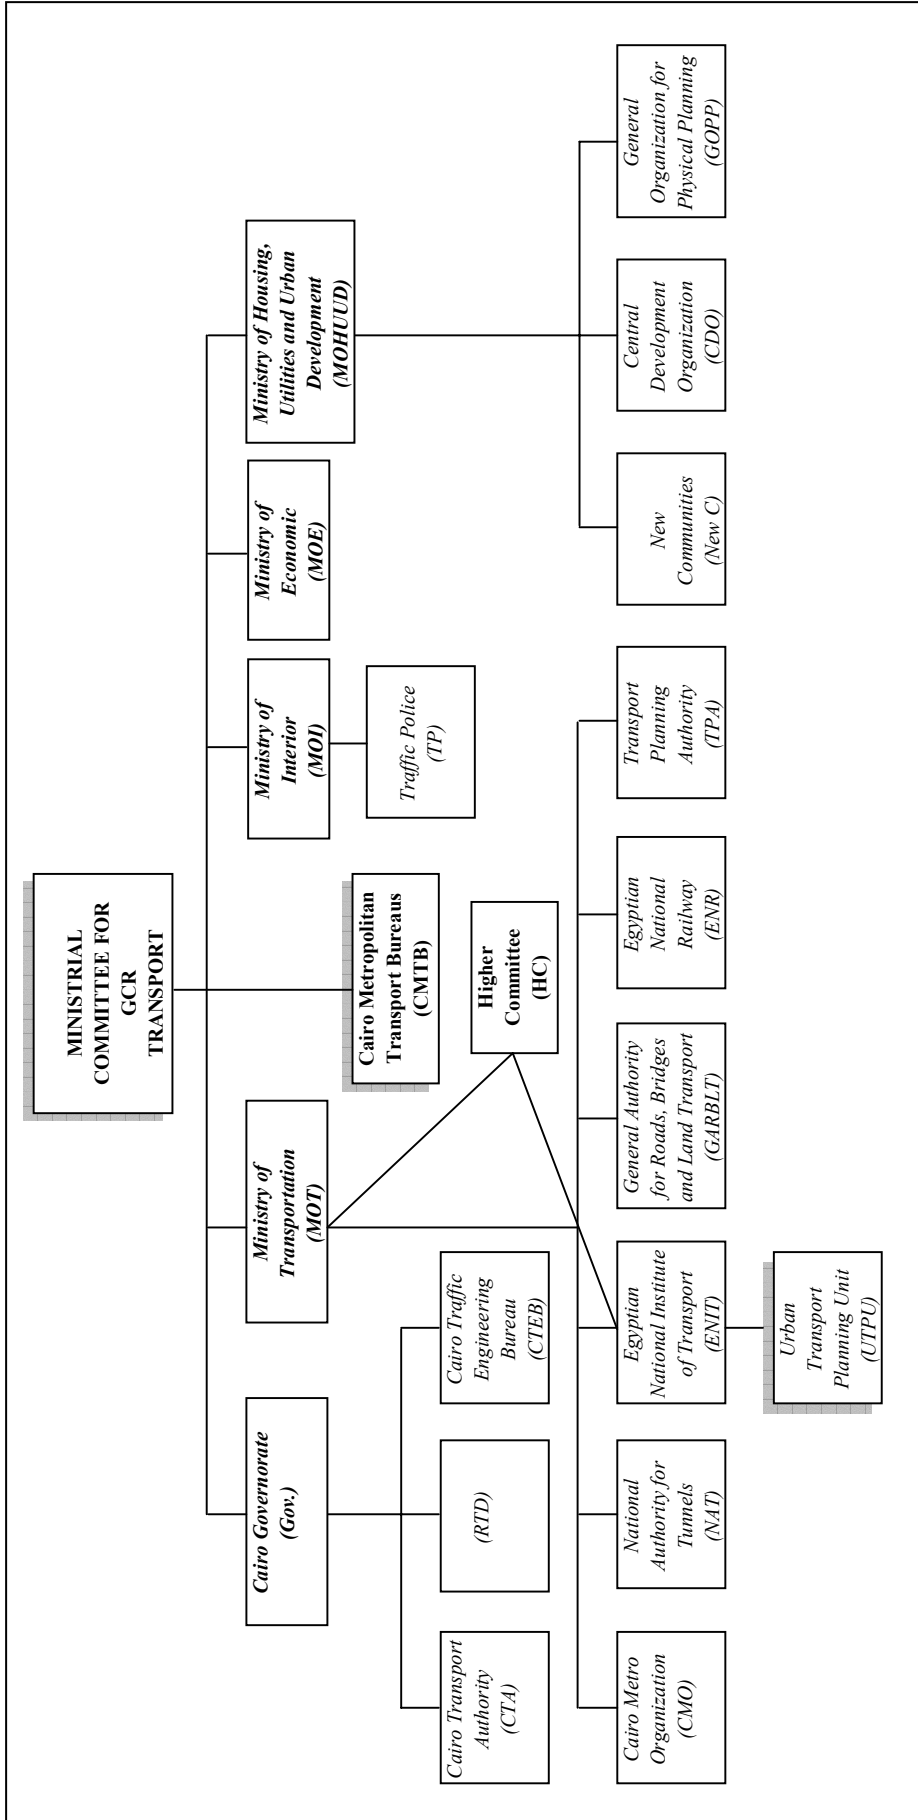 MINISTRIAL
COMMITTEE FOR
GCR
TRANSPORT
Cairo Governorate
(Gov.)
Ministry of
Transportation
(MOT)
Cairo Metropolitan
Transport Bureaus
(CMTB)
Ministry of
Interior
(MOI)
Ministry of
Economic
(MOE)
Ministry of Housing,
Utilities and Urban
Development
(MOHUUD)
Traffic Police
(TP)
Cairo Transport
Authority
(CTA)
(RTD)
Cairo Traffic
Engineering
Bureau
(CTEB)
Higher
Committee
(HC)
Cairo Metro
Organization
(CMO)
National
Authority for
Tunnels
(NAT)
Egyptian
National Institute
of Transport
(ENIT)
General Authority
for Roads, Bridges
and Land Transport
(GARBLT)
Egyptian
National
Railway
(ENR)
Transport
Planning
Authority
(TPA)
New
Communities
(New C)
Central
Development
Organization
(CDO)
General
Organization for
Physical Planning
(GOPP)
Urban
Transport
Planning Unit
(UTPU)